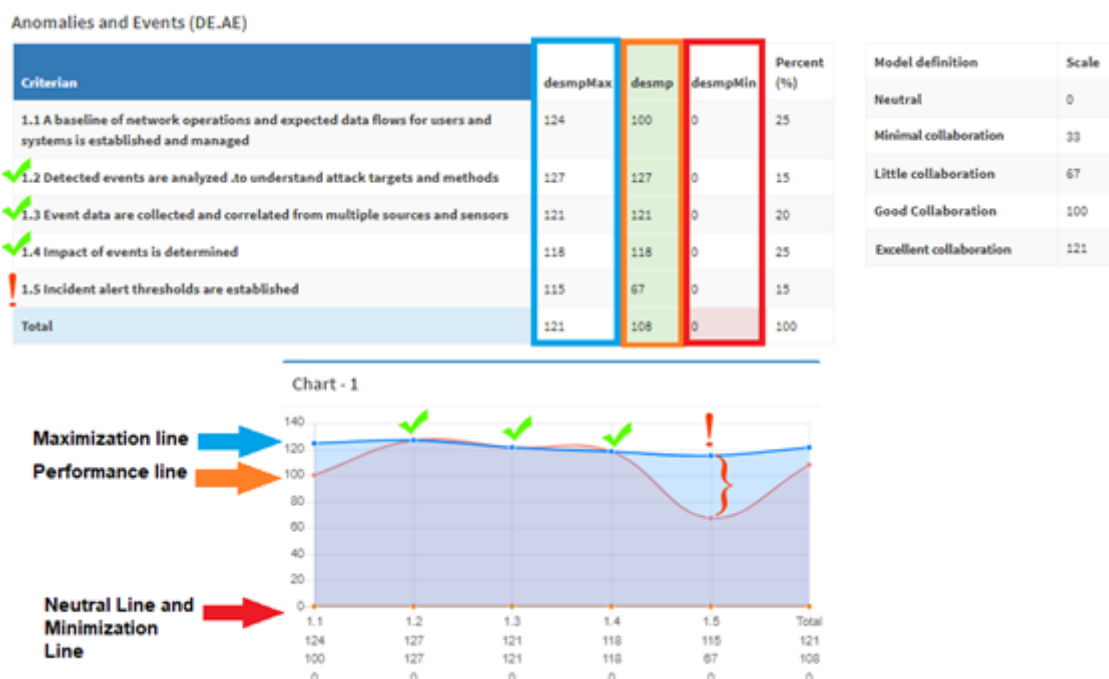 Anomalies and Events (DE.AE)
Criterian desmpMax desmp desmpMin Percent (%)
1.1 A baseline of network operations and expected data flows for users and
systems is established and managed
124 100 0 25
1.2 Detected events are analyzed .to understand attack targets and methods 127 127 0 15
1.3 Event data are collected and correlated from multiple sources and sensors 121 121 0 20
1.4 Impact of events is determined 118 118 0 25
1.5 Incident alert thresholds are established 115 67 0 15
Total 121 108 0 100
Model definition Scale
Neutral 0
Minimal collaboration 33
Little collaboration 67
Good Collaboration 100
Excellent collaboration 121
Chart - 1
Maximization line
Performance line
Neutral Line and
Minimization
Line
140
120
100
80
60
40
20
0
1.1 1.2 1.3 1.4 1.5 Total
124 127 121 118 115 121
100 127 121 118 67 108
0 0 0 0 0 0